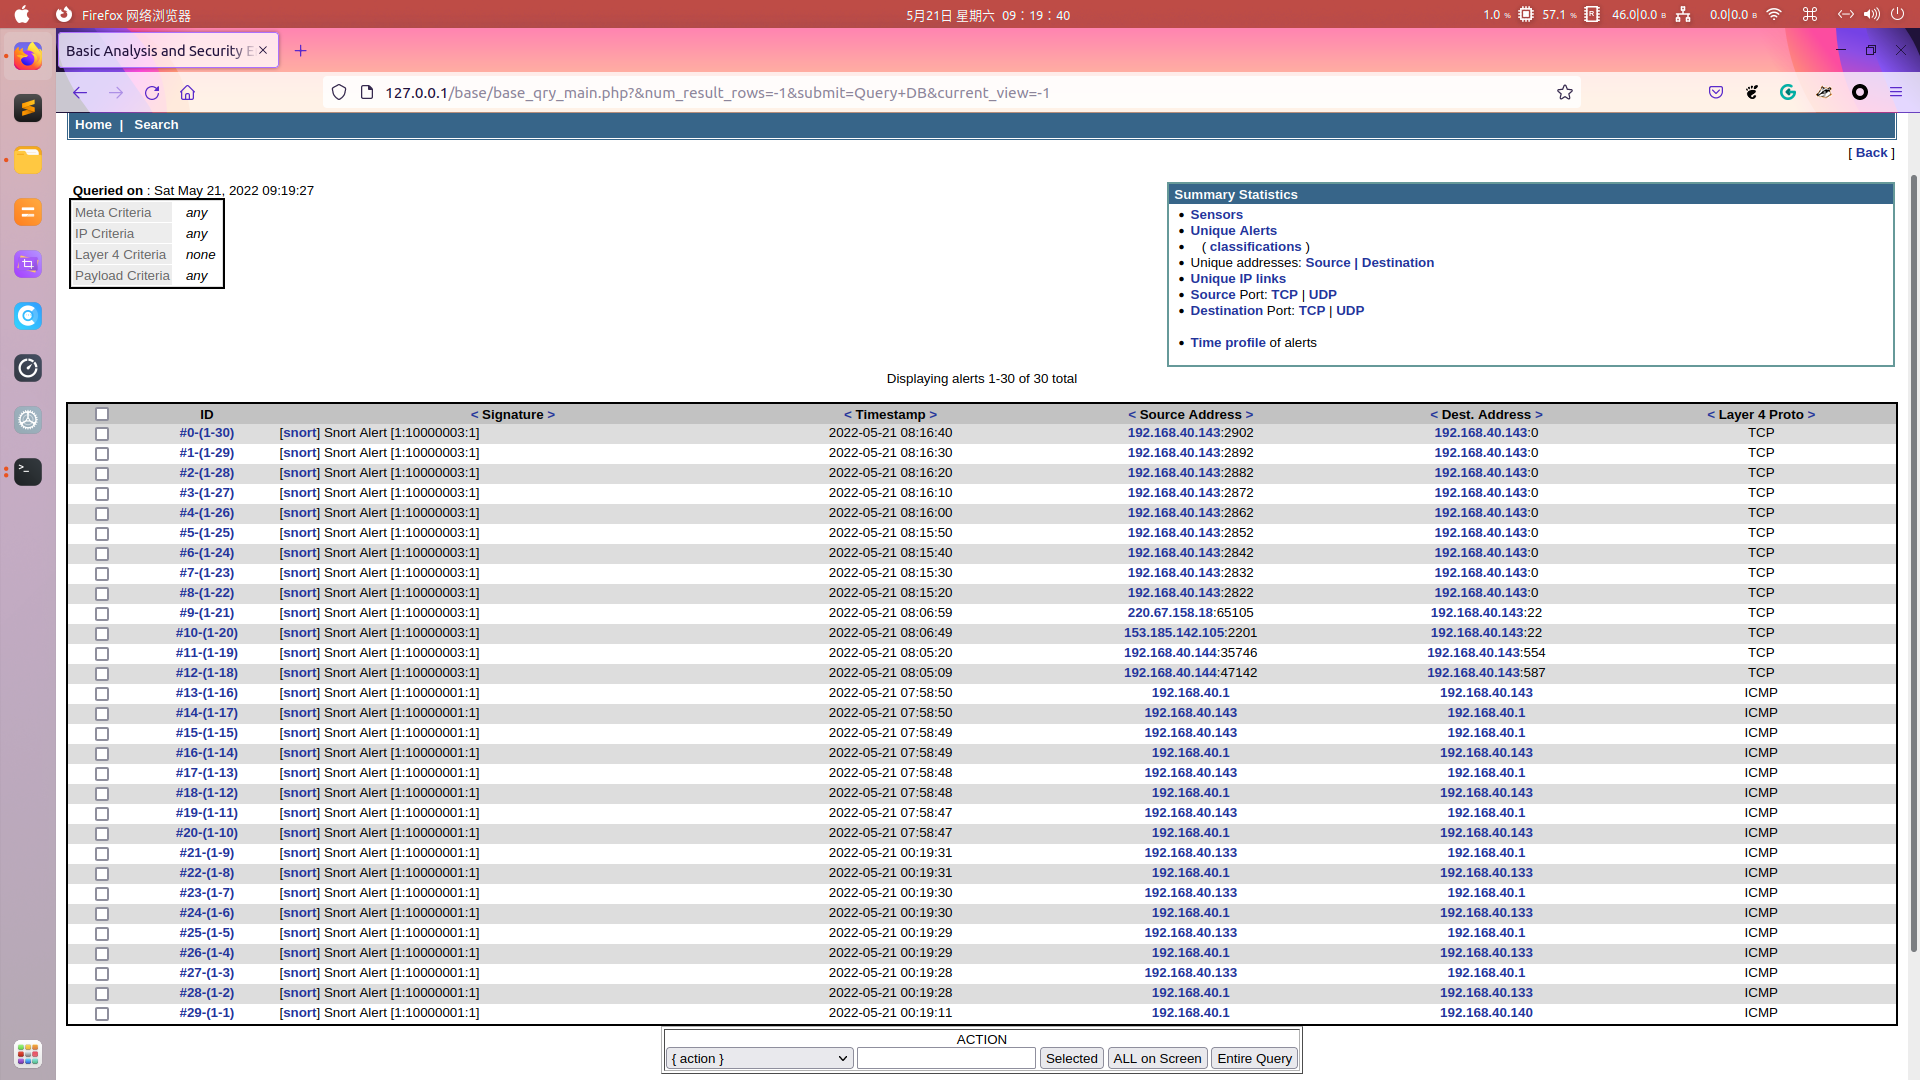 Firefox 网络浏览器 5月21日 星期六 09：19：40 1.0 % 57.1 % 46.0|0.0 B 0.0|0.0 B
Basic Analysis and Security E
127.0.0.1/base/base_qry_main.php?&num_result_rows=-1&submit=Query+DB&current_view=-1
Home | Search
[ Back ]
Queried on : Sat May 21, 2022 09:19:27
Meta Criteria any
IP Criteria any
Layer 4 Criteria none
Payload Criteria any
Summary Statistics
Sensors
Unique Alerts
( classifications )
Unique addresses: Source | Destination
Unique IP links
Source Port: TCP | UDP
Destination Port: TCP | UDP
Time profile of alerts
Displaying alerts 1-30 of 30 total
ID < Signature > < Timestamp > < Source Address > < Dest. Address > < Layer 4 Proto >
#0-(1-30) [snort] Snort Alert [1:10000003:1] 2022-05-21 08:16:40 192.168.40.143:2902 192.168.40.143:0 TCP
#1-(1-29) [snort] Snort Alert [1:10000003:1] 2022-05-21 08:16:30 192.168.40.143:2892 192.168.40.143:0 TCP
#2-(1-28) [snort] Snort Alert [1:10000003:1] 2022-05-21 08:16:20 192.168.40.143:2882 192.168.40.143:0 TCP
#3-(1-27) [snort] Snort Alert [1:10000003:1] 2022-05-21 08:16:10 192.168.40.143:2872 192.168.40.143:0 TCP
#4-(1-26) [snort] Snort Alert [1:10000003:1] 2022-05-21 08:16:00 192.168.40.143:2862 192.168.40.143:0 TCP
#5-(1-25) [snort] Snort Alert [1:10000003:1] 2022-05-21 08:15:50 192.168.40.143:2852 192.168.40.143:0 TCP
#6-(1-24) [snort] Snort Alert [1:10000003:1] 2022-05-21 08:15:40 192.168.40.143:2842 192.168.40.143:0 TCP
#7-(1-23) [snort] Snort Alert [1:10000003:1] 2022-05-21 08:15:30 192.168.40.143:2832 192.168.40.143:0 TCP
#8-(1-22) [snort] Snort Alert [1:10000003:1] 2022-05-21 08:15:20 192.168.40.143:2822 192.168.40.143:0 TCP
#9-(1-21) [snort] Snort Alert [1:10000003:1] 2022-05-21 08:06:59 220.67.158.18:65105 192.168.40.143:22 TCP
#10-(1-20) [snort] Snort Alert [1:10000003:1] 2022-05-21 08:06:49 153.185.142.105:2201 192.168.40.143:22 TCP
#11-(1-19) [snort] Snort Alert [1:10000003:1] 2022-05-21 08:05:20 192.168.40.144:35746 192.168.40.143:554 TCP
#12-(1-18) [snort] Snort Alert [1:10000003:1] 2022-05-21 08:05:09 192.168.40.144:47142 192.168.40.143:587 TCP
#13-(1-16) [snort] Snort Alert [1:10000001:1] 2022-05-21 07:58:50 192.168.40.1 192.168.40.143 ICMP
#14-(1-17) [snort] Snort Alert [1:10000001:1] 2022-05-21 07:58:50 192.168.40.143 192.168.40.1 ICMP
#15-(1-15) [snort] Snort Alert [1:10000001:1] 2022-05-21 07:58:49 192.168.40.143 192.168.40.1 ICMP
#16-(1-14) [snort] Snort Alert [1:10000001:1] 2022-05-21 07:58:49 192.168.40.1 192.168.40.143 ICMP
#17-(1-13) [snort] Snort Alert [1:10000001:1] 2022-05-21 07:58:48 192.168.40.143 192.168.40.1 ICMP
#18-(1-12) [snort] Snort Alert [1:10000001:1] 2022-05-21 07:58:48 192.168.40.1 192.168.40.143 ICMP
#19-(1-11) [snort] Snort Alert [1:10000001:1] 2022-05-21 07:58:47 192.168.40.143 192.168.40.1 ICMP
#20-(1-10) [snort] Snort Alert [1:10000001:1] 2022-05-21 07:58:47 192.168.40.1 192.168.40.143 ICMP
#21-(1-9) [snort] Snort Alert [1:10000001:1] 2022-05-21 00:19:31 192.168.40.133 192.168.40.1 ICMP
#22-(1-8) [snort] Snort Alert [1:10000001:1] 2022-05-21 00:19:31 192.168.40.1 192.168.40.133 ICMP
#23-(1-7) [snort] Snort Alert [1:10000001:1] 2022-05-21 00:19:30 192.168.40.133 192.168.40.1 ICMP
#24-(1-6) [snort] Snort Alert [1:10000001:1] 2022-05-21 00:19:30 192.168.40.1 192.168.40.133 ICMP
#25-(1-5) [snort] Snort Alert [1:10000001:1] 2022-05-21 00:19:29 192.168.40.133 192.168.40.1 ICMP
#26-(1-4) [snort] Snort Alert [1:10000001:1] 2022-05-21 00:19:29 192.168.40.1 192.168.40.133 ICMP
#27-(1-3) [snort] Snort Alert [1:10000001:1] 2022-05-21 00:19:28 192.168.40.133 192.168.40.1 ICMP
#28-(1-2) [snort] Snort Alert [1:10000001:1] 2022-05-21 00:19:28 192.168.40.1 192.168.40.133 ICMP
#29-(1-1) [snort] Snort Alert [1:10000001:1] 2022-05-21 00:19:11 192.168.40.1 192.168.40.140 ICMP
ACTION
{ action } Selected ALL on Screen Entire Query